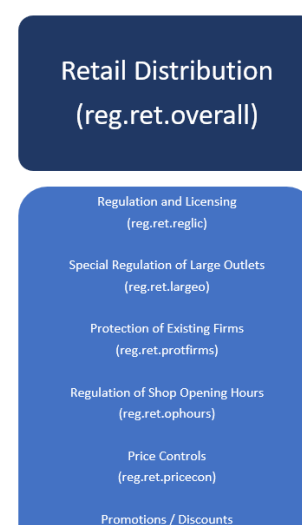 Retail Distribution
(reg.ret.overall)
Regulation and Licensing
(reg.ret.reglic)
Special Regulation of Large Outlets
(reg.ret.largeo)
Protection of Existing Firms
(reg.ret.protfirms)
Regulation of Shop Opening Hours
(reg.ret.ophours)
Price Controls
(reg.ret.pricecon)
Promotions / Discounts